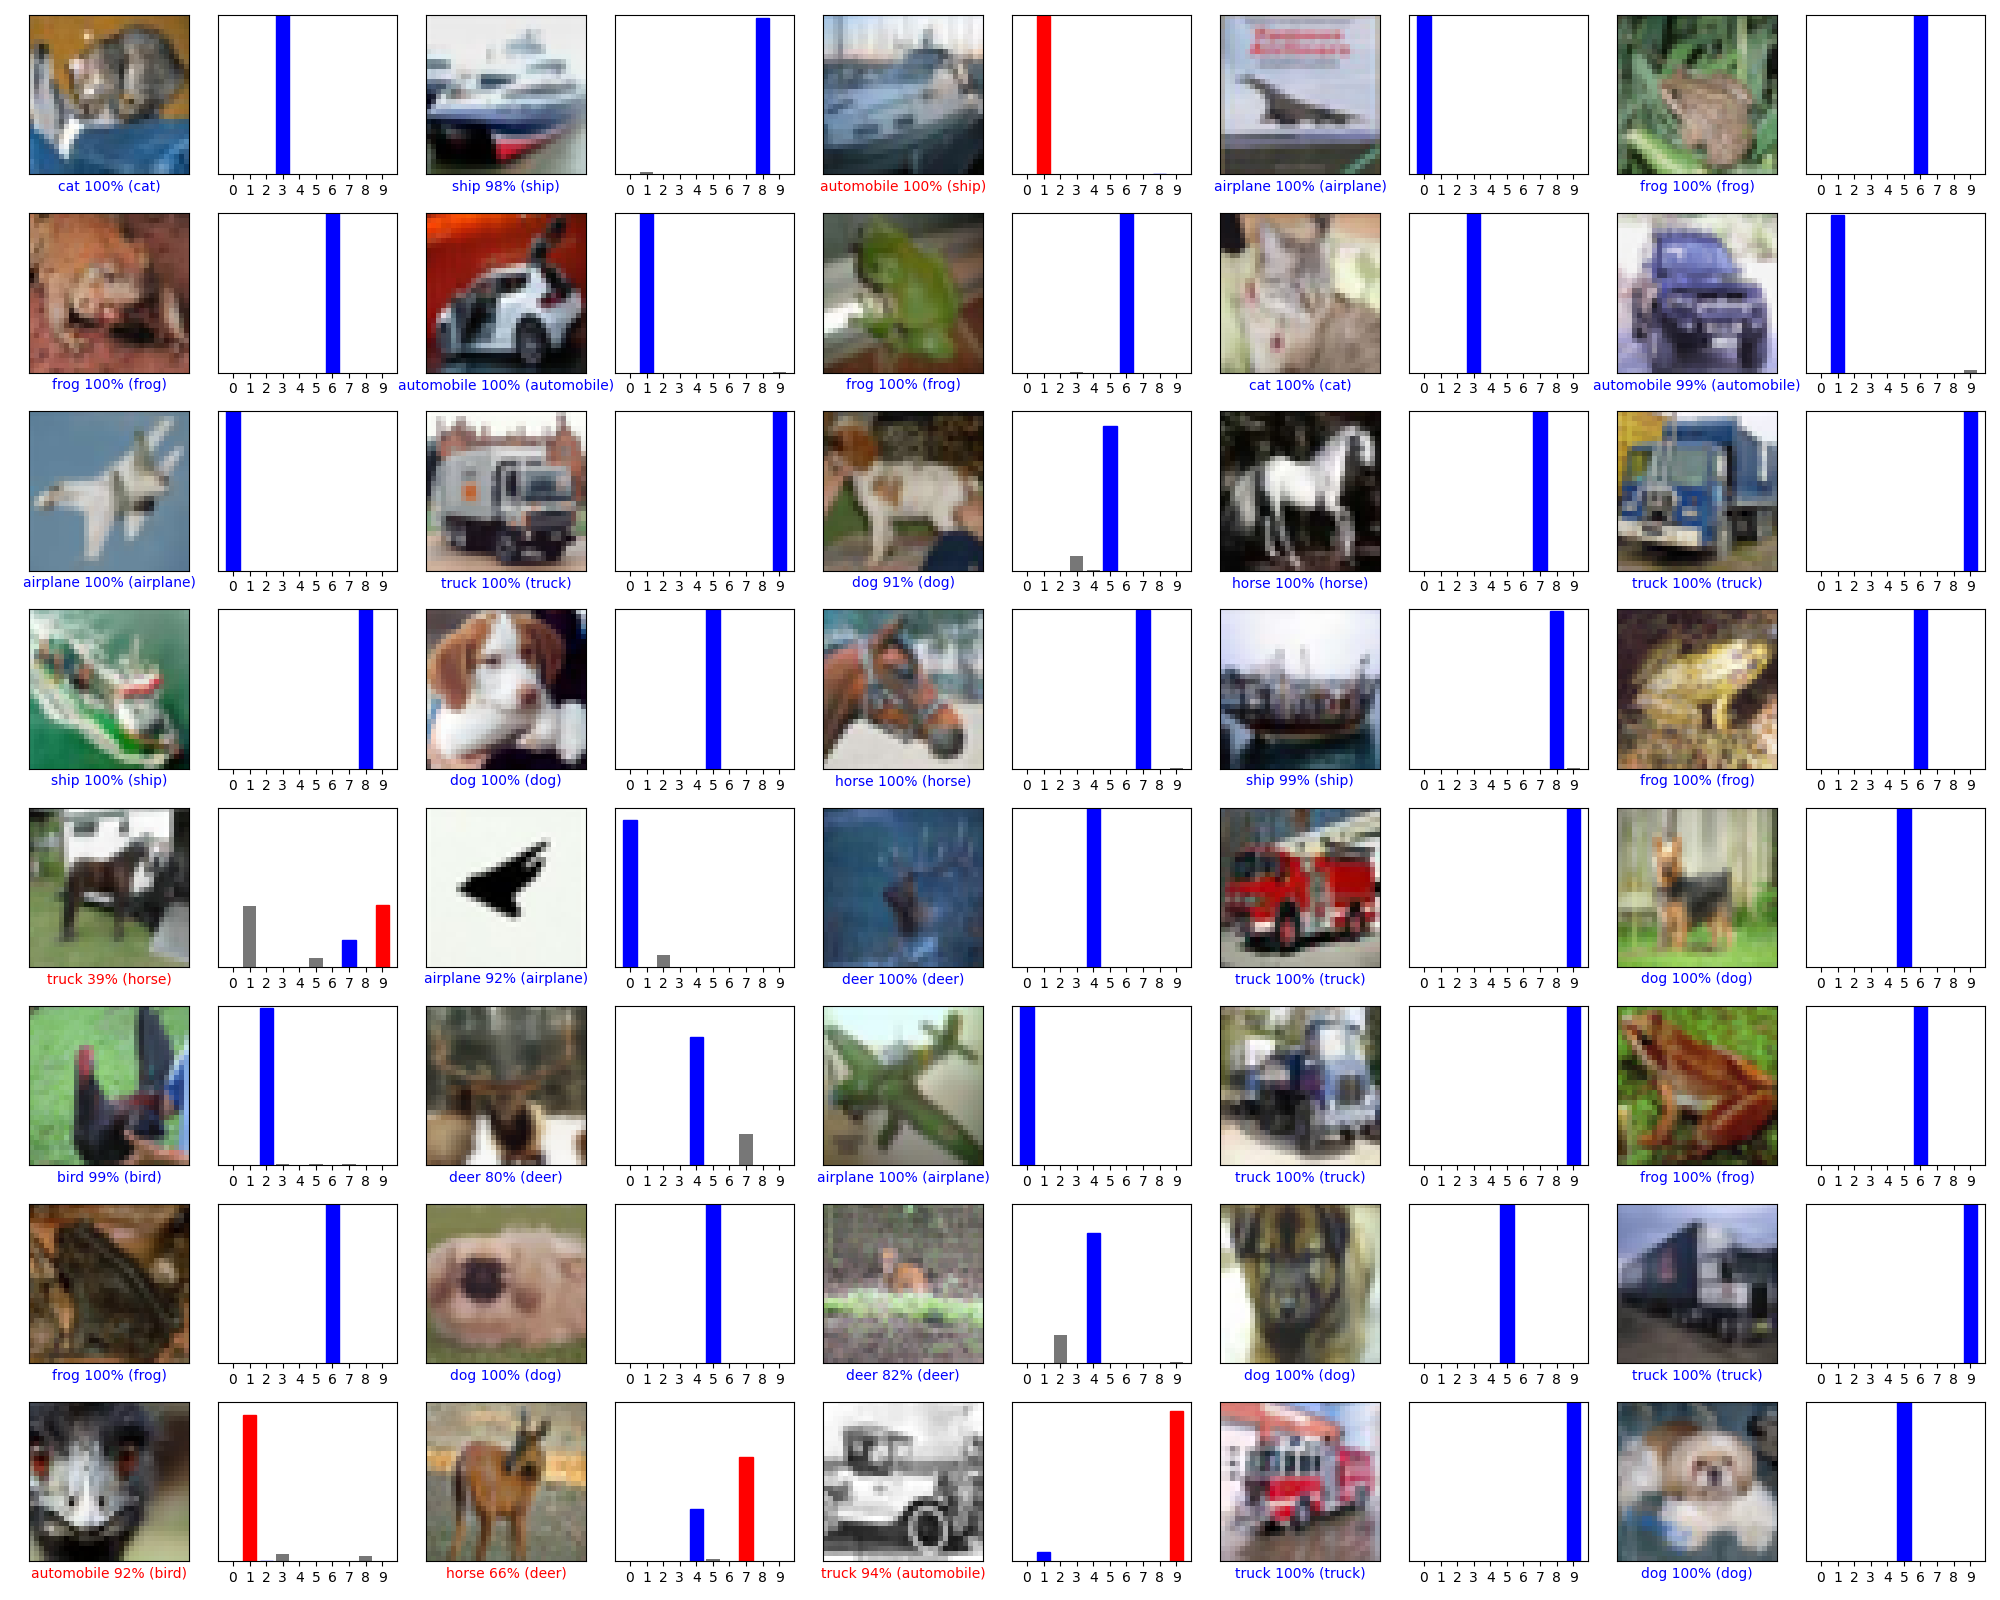 0 1 2 3 4 5 6 7 8 9 0 1 2 3 4 5 6 7 8 9 0 1 2 3 4 5 6 7 8 9 0 1 2 3 4 5 6 7 8 9 0 1 2 3 4 5 6 7 8 9
cat 100% (cat) ship 98% (ship) automobile 100% (ship) airplane 100% (airplane) frog 100% (frog)
0 1 2 3 4 5 6 7 8 9 0 1 2 3 4 5 6 7 8 9 0 1 2 3 4 5 6 7 8 9 0 1 2 3 4 5 6 7 8 9 0 1 2 3 4 5 6 7 8 9
frog 100% (frog) automobile 100% (automobile) frog 100% (frog) cat 100% (cat) automobile 99% (automobile)
0 1 2 3 4 5 6 7 8 9 0 1 2 3 4 5 6 7 8 9 0 1 2 3 4 5 6 7 8 9 0 1 2 3 4 5 6 7 8 9 0 1 2 3 4 5 6 7 8 9
airplane 100% (airplane) truck 100% (truck) dog 91% (dog) horse 100% (horse) truck 100% (truck)
0 1 2 3 4 5 6 7 8 9 0 1 2 3 4 5 6 7 8 9 0 1 2 3 4 5 6 7 8 9 0 1 2 3 4 5 6 7 8 9 0 1 2 3 4 5 6 7 8 9
ship 100% (ship) dog 100% (dog) horse 100% (horse) ship 99% (ship) frog 100% (frog)
0 1 2 3 4 5 6 7 8 9 0 1 2 3 4 5 6 7 8 9 0 1 2 3 4 5 6 7 8 9 0 1 2 3 4 5 6 7 8 9 0 1 2 3 4 5 6 7 8 9
truck 39% (horse) airplane 92% (airplane) deer 100% (deer) truck 100% (truck) dog 100% (dog)
0 1 2 3 4 5 6 7 8 9 0 1 2 3 4 5 6 7 8 9 0 1 2 3 4 5 6 7 8 9 0 1 2 3 4 5 6 7 8 9 0 1 2 3 4 5 6 7 8 9
bird 99% (bird) deer 80% (deer) airplane 100% (airplane) truck 100% (truck) frog 100% (frog)
0 1 2 3 4 5 6 7 8 9 0 1 2 3 4 5 6 7 8 9 0 1 2 3 4 5 6 7 8 9 0 1 2 3 4 5 6 7 8 9 0 1 2 3 4 5 6 7 8 9
frog 100% (frog) dog 100% (dog) deer 82% (deer) dog 100% (dog) truck 100% (truck)
0 1 2 3 4 5 6 7 8 9 0 1 2 3 4 5 6 7 8 9 0 1 2 3 4 5 6 7 8 9 0 1 2 3 4 5 6 7 8 9 0 1 2 3 4 5 6 7 8 9
automobile 92% (bird) horse 66% (deer) truck 94% (automobile) truck 100% (truck) dog 100% (dog)